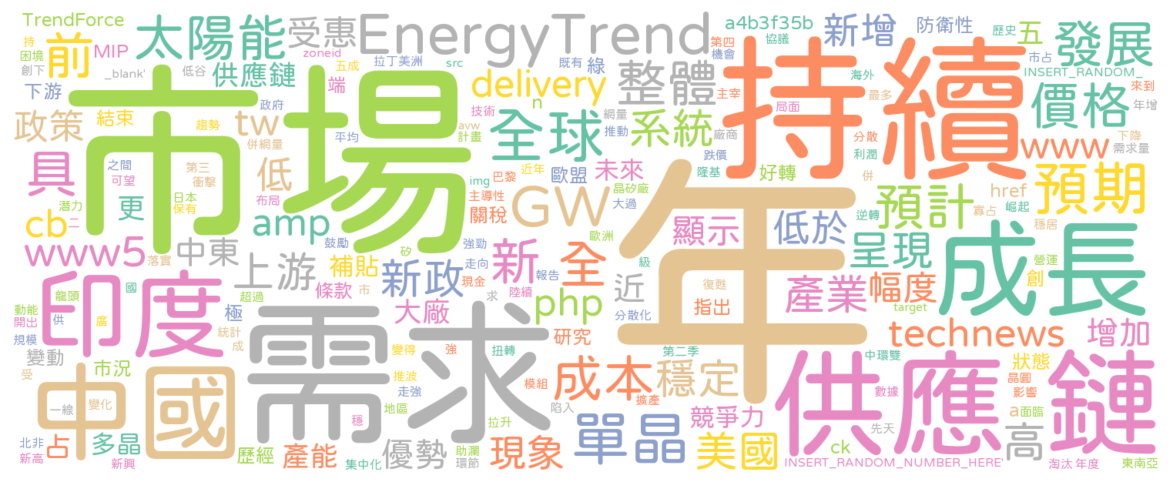 TrendForce
太陽能
受惠
EnergyTrend
a4b3f35b
協議
新增
防衛性
歷史
五
發展
持
困境
創下
前
MIP
_blank'
低谷
供應鏈
zoneid
五成
拉丁美洲
端
src
既有
綠
delivery
整體
第四
機會
主宰
持續
海外
最多
市占
INSERT_RANDOM_
價格
來到
年增
下游
政策
結束
趨勢
tw
政府
併網量
平均
市場
技術
avw
計畫
n
全球
網量
推動
系統
廠商
局面
分散
利潤
併
www
下降
需求量
具
之間
可望
第三
衝擊
低
日本
保有
布局
潛力
二
更
cb
amp
img
近年
巴黎
主導性
關稅
歐盟
晶矽廠
大過
未來
跌價
隆基
好轉
GW
年
預計
寡占
href
崛起
穩居
預期
www5
落實
中東
上游
鼓勵
矽
補貼
強勁
走向
新政
現金
條款
新
報告
陸續
歐洲
全
級
近
復甦
顯示
低於
逆轉
呈現
成長
營運
創
印度
動能
開出
龍頭
供
國
廣
超過
極
統計
成
市
需求
求
大廠
php
分散化
指出
產業
幅度
target
technews
增加
規模
變動
受
中國
市況
變得
推波
走強
強
扭轉
模組
研究
第二季
擴產
成本
穩定
中環雙
狀態
晶圓
影響
供應鏈
一線
變化
占
北非
新高
多晶
新興
歷經
地區
穩
產能
集中化
助瀾
環節
優勢
拉升
現象
陷入
單晶
競爭力
美國
數據
ck
先天
INSERT_RANDOM_NUMBER_HERE'
a
面臨
高
淘汰
年度
東南亞